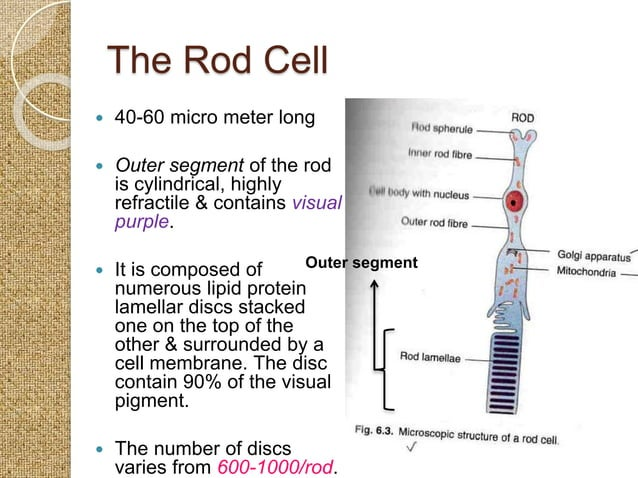 The Rod Cell
40-60 micro meter long
Outer segment of the rod
is cylindrical, highly
refractile & contains visual
purple.
It is composed of
numerous lipid protein
lamellar discs stacked
one on the top of the
other & surrounded by a
cell membrane. The disc
contain 90% of the visual
pigment.
The number of discs
varies from 600-1000/rod.
ROD
Rod spherule
Inner rod fibre
Cell body with nucleus
Outer rod fibre
Golgi apparatus
Mitochondria
Outer segment
Rod lamellae
Fig. 6.3. Microscopic structure of a rod cell.